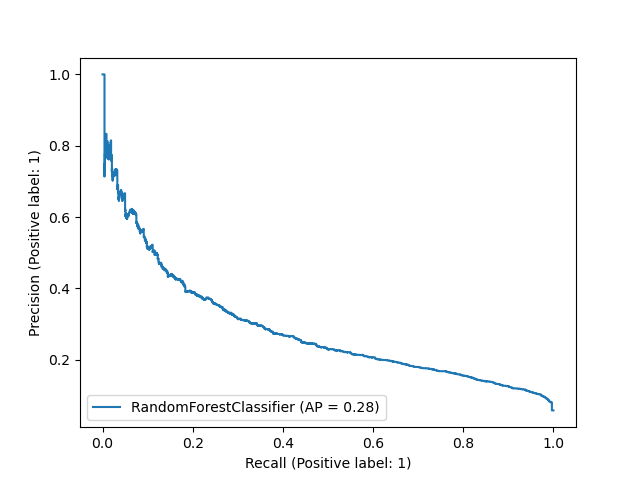 1.0
0.8
0.6
0.4
0.2
Precision (Positive label: 1)
RandomForestClassifier (AP = 0.28)
0.0 0.2 0.4 0.6 0.8 1.0
Recall (Positive label: 1)